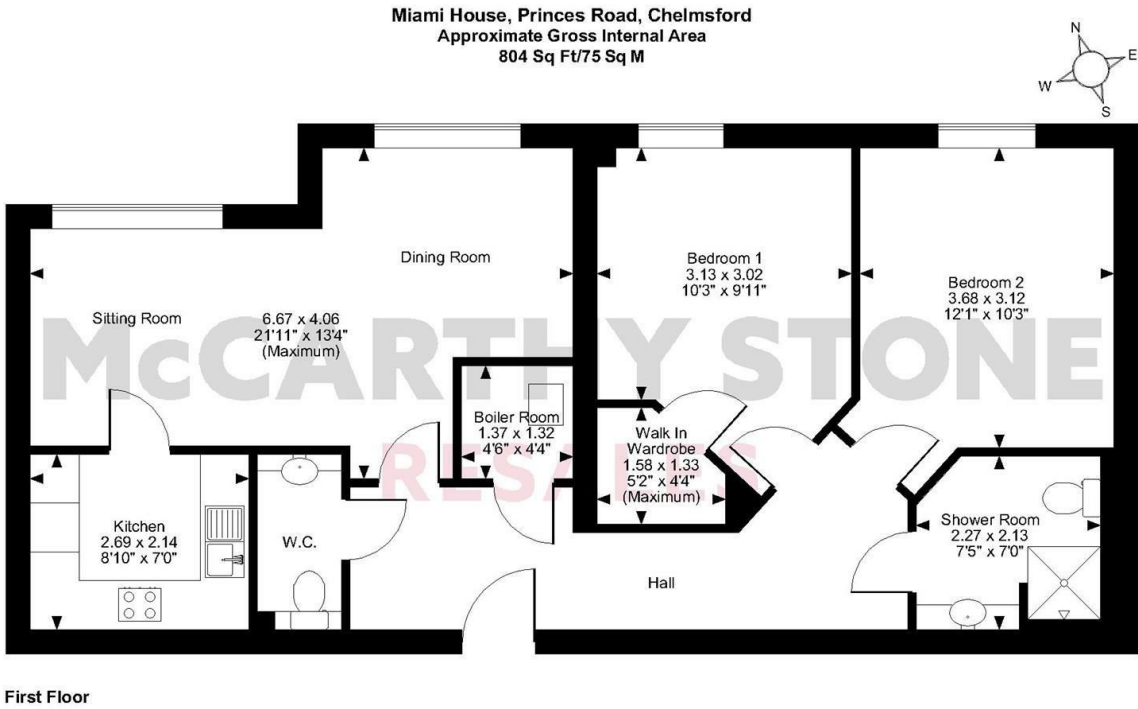 Miami House, Princes Road, Chelmsford
Approximate Gross Internal Area
804 Sq Ft/75 Sq M
N
E
W
S
Dining Room
Sitting Room
6.67 x 4.06
21'11" x 13'4"
(Maximum)
Bedroom 1
3.13 x 3.02
10'3" x 9'11"
Bedroom 2
3.68 x 3.12
12'1" x 10'3"
McCARTHY STONE
RESALES
Boiler Room
1.37 x 1.32
4'6" x 4'4"
Walk In
Wardrobe
1.58 x 1.33
5'2" x 4'4"
(Maximum)
Kitchen
2.69 x 2.14
8'10" x 7'0"
W.C.
Shower Room
2.27 x 2.13
7'5" x 7'0"
Hall
First Floor